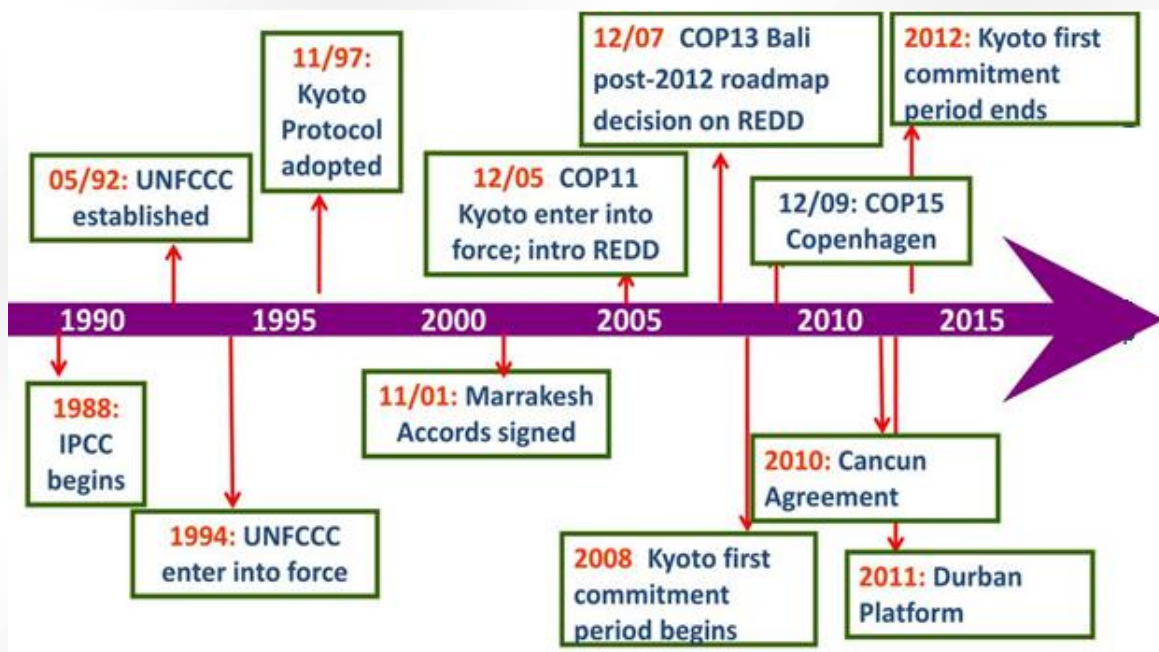 11/97:
Kyoto
Protocol
adopted
12/07 COP13 Bali
post-2012 roadmap
decision on REDD
2012: Kyoto first
commitment
period ends
05/92: UNFCCC
established
12/05 COP11
Kyoto enter into
force; intro REDD
12/09: COP15
Copenhagen
1990 1995 2000 2005 2010 2015
1988:
IPCC
begins
11/01: Marrakesh
Accords signed
1994: UNFCCC
enter into force
2010: Cancun
Agreement
2008 Kyoto first
commitment
period begins
2011: Durban
Platform